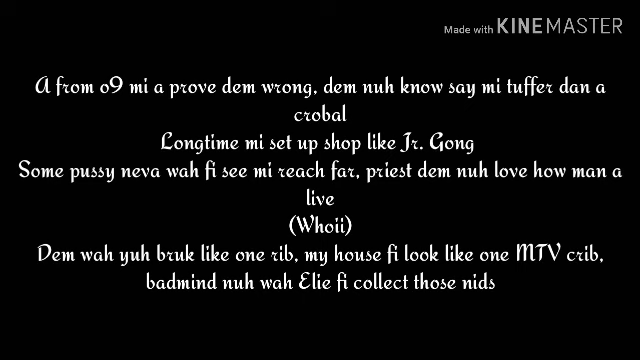 Made with KINEMASTER
A from 09 mi a prove dem wrong, dem nuh know say mi tuffer dan a
crobal
Longtime mi set up shop like Jr. Gong
Some pussy neva wah fi see mi reach far, priest dem nuh love how man a
live
(Whoii)
Dem wah yuh bruk like one rib, my house fi look like one MTV crib,
badmind nuh wah Elie fi collect those nids